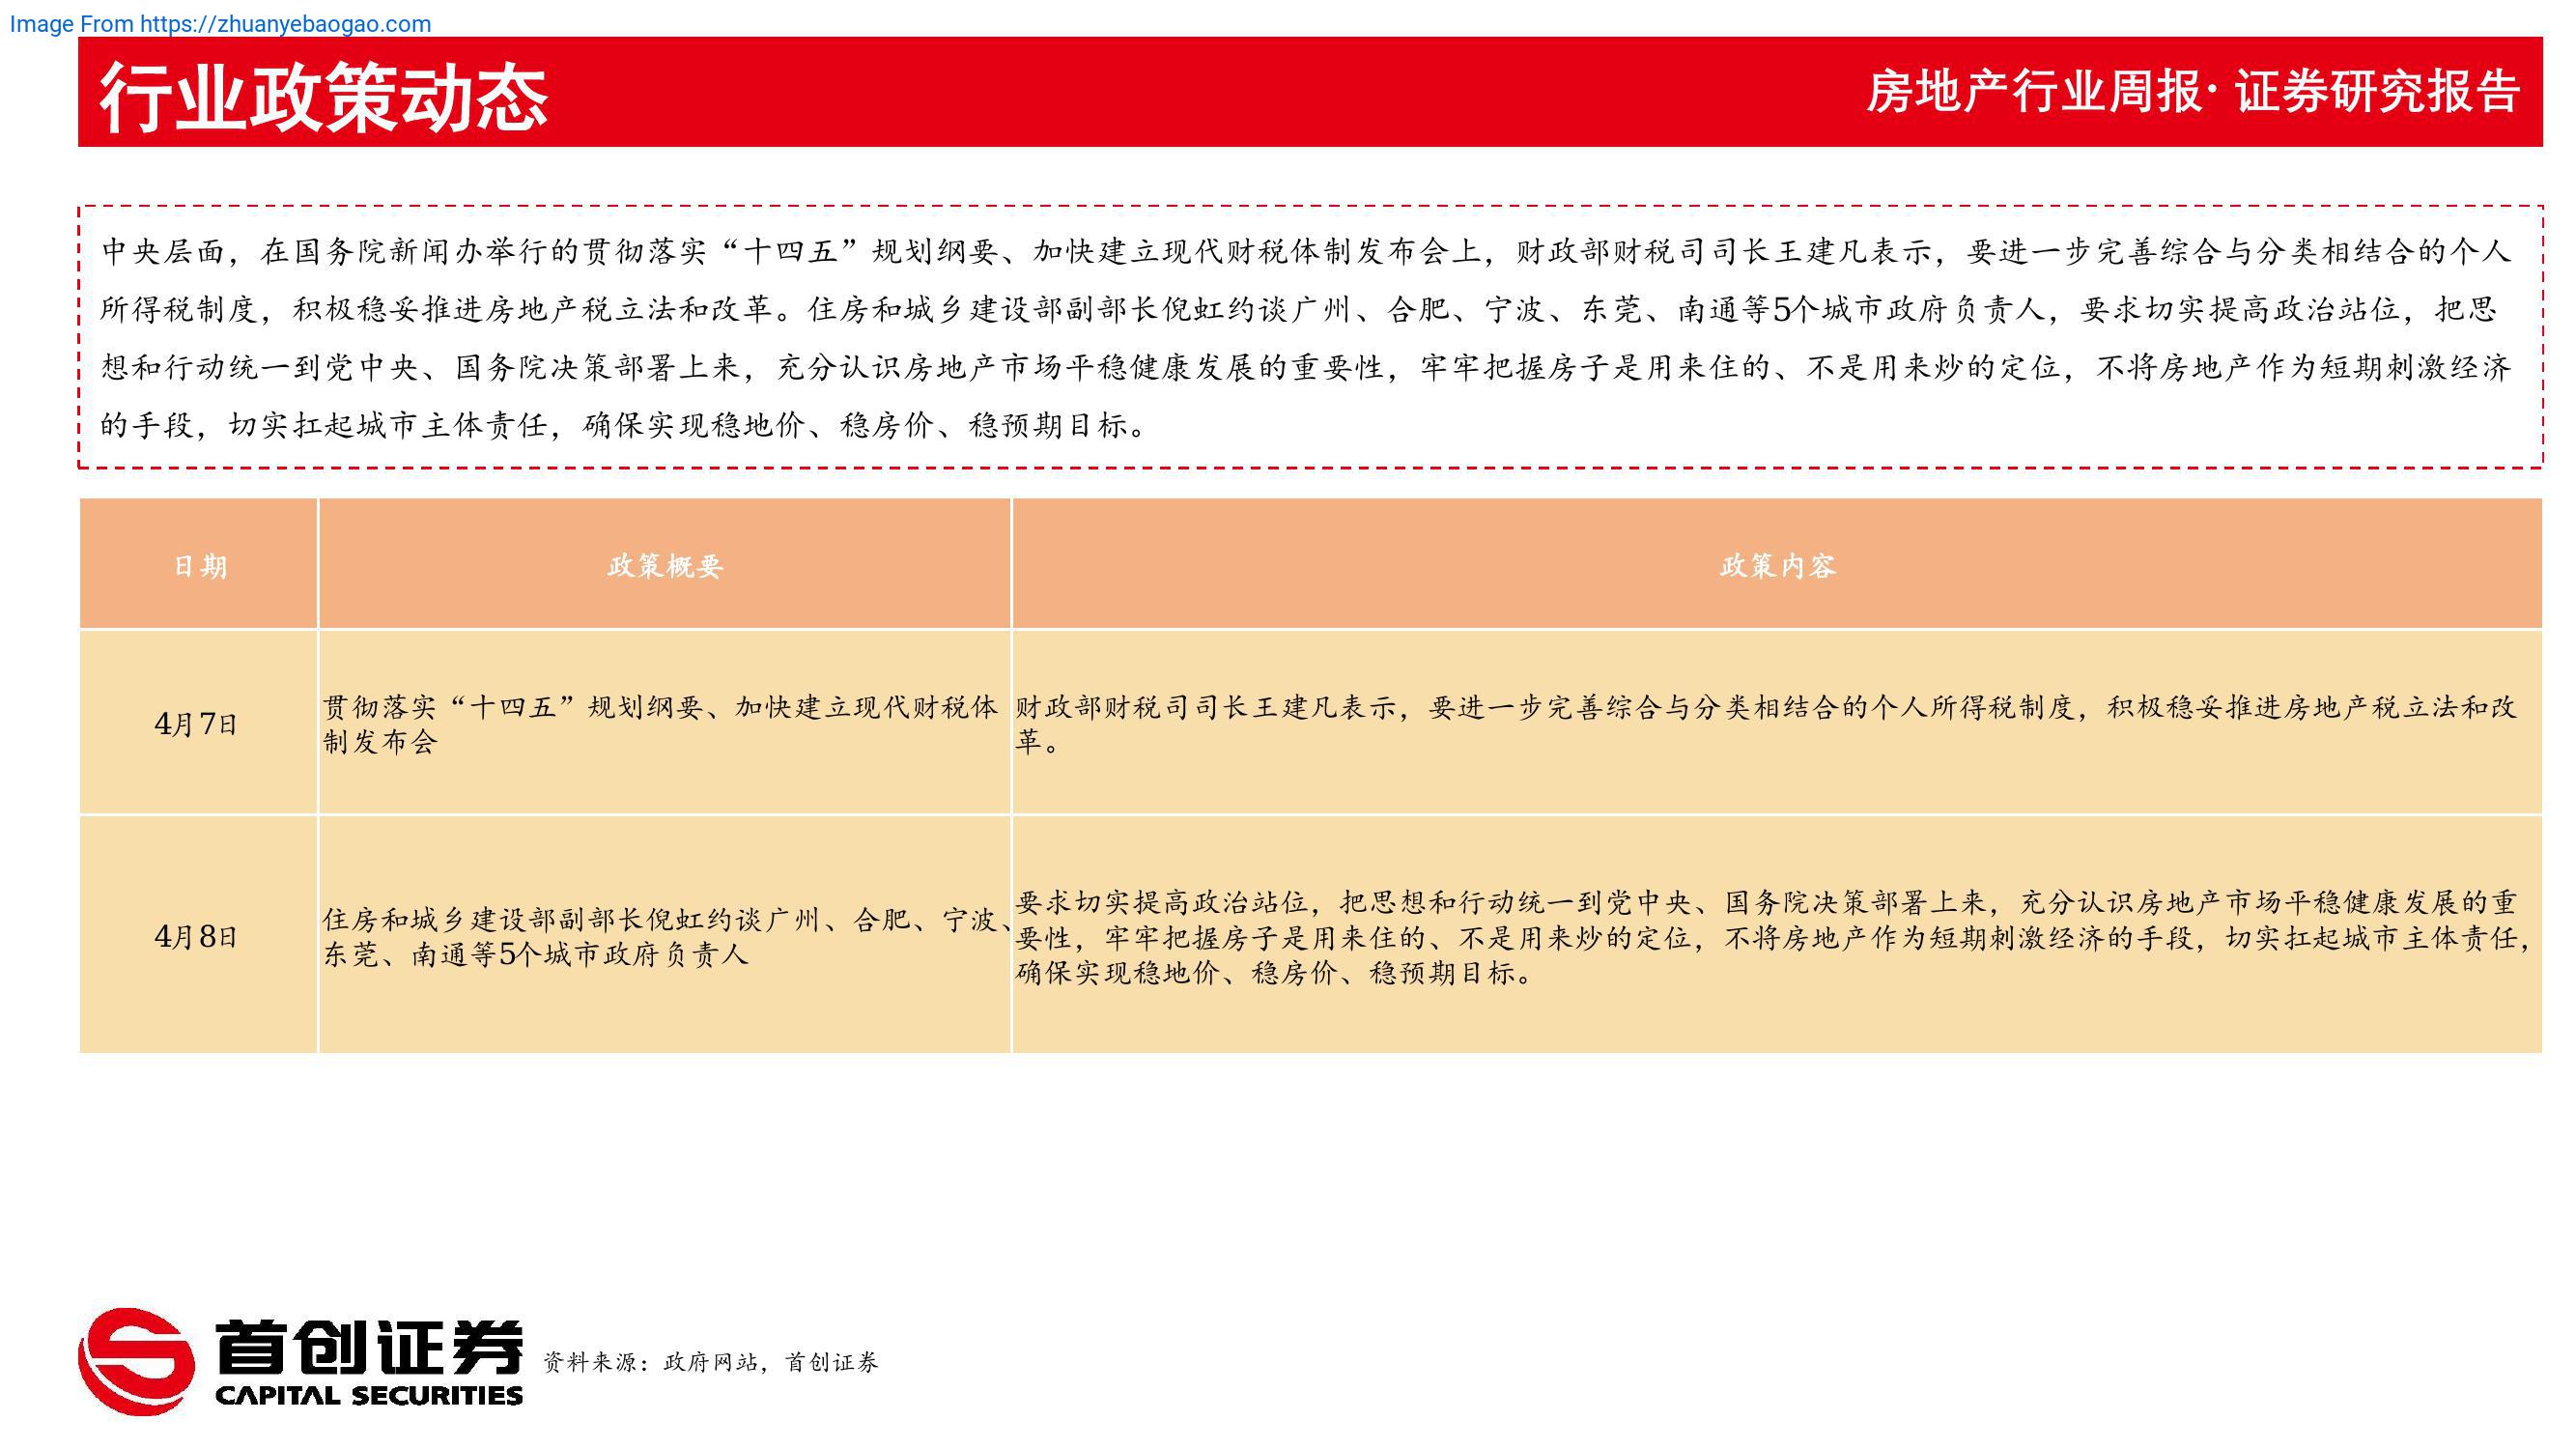 Image From https://zhuanyebaogao.com
行业政策动态
房地产行业周报· 证券研究报告
中央层面，在国务院新闻办举行的贯彻落实“十四五”规划纲要、加快建立现代财税体制发布会上，财政部财税司司长王建凡表示，要进一步完善综合与分类相结合的个人
所得税制度，积极稳妥推进房地产税立法和改革。住房和城乡建设部副部长倪虹约谈广州、合肥、宁波、东莞、南通等5个城市政府负责人，要求切实提高政治站位，把思
想和行动统一到党中央、国务院决策部署上来，充分认识房地产市场平稳健康发展的重要性，牢牢把握房子是用来住的、不是用来炒的定位，不将房地产作为短期刺激经济
的手段，切实扛起城市主体责任，确保实现稳地价、稳房价、稳预期目标。
日期
政策概要
政策内容
4月7日
贯彻落实“十四五”规划纲要、加快建立现代财税体
制发布会
财政部财税司司长王建凡表示，要进一步完善综合与分类相结合的个人所得税制度，积极稳妥推进房地产税立法和改
革。
4月8日
住房和城乡建设部副部长倪虹约谈广州、合肥、宁波、
东莞、南通等5个城市政府负责人
要求切实提高政治站位，把思想和行动统一到党中央、国务院决策部署上来，充分认识房地产市场平稳健康发展的重
要性，牢牢把握房子是用来住的、不是用来炒的定位，不将房地产作为短期刺激经济的手段，切实扛起城市主体责任，
确保实现稳地价、稳房价、稳预期目标。
首创证券
CAPITAL SECURITIES
资料来源：政府网站，首创证券